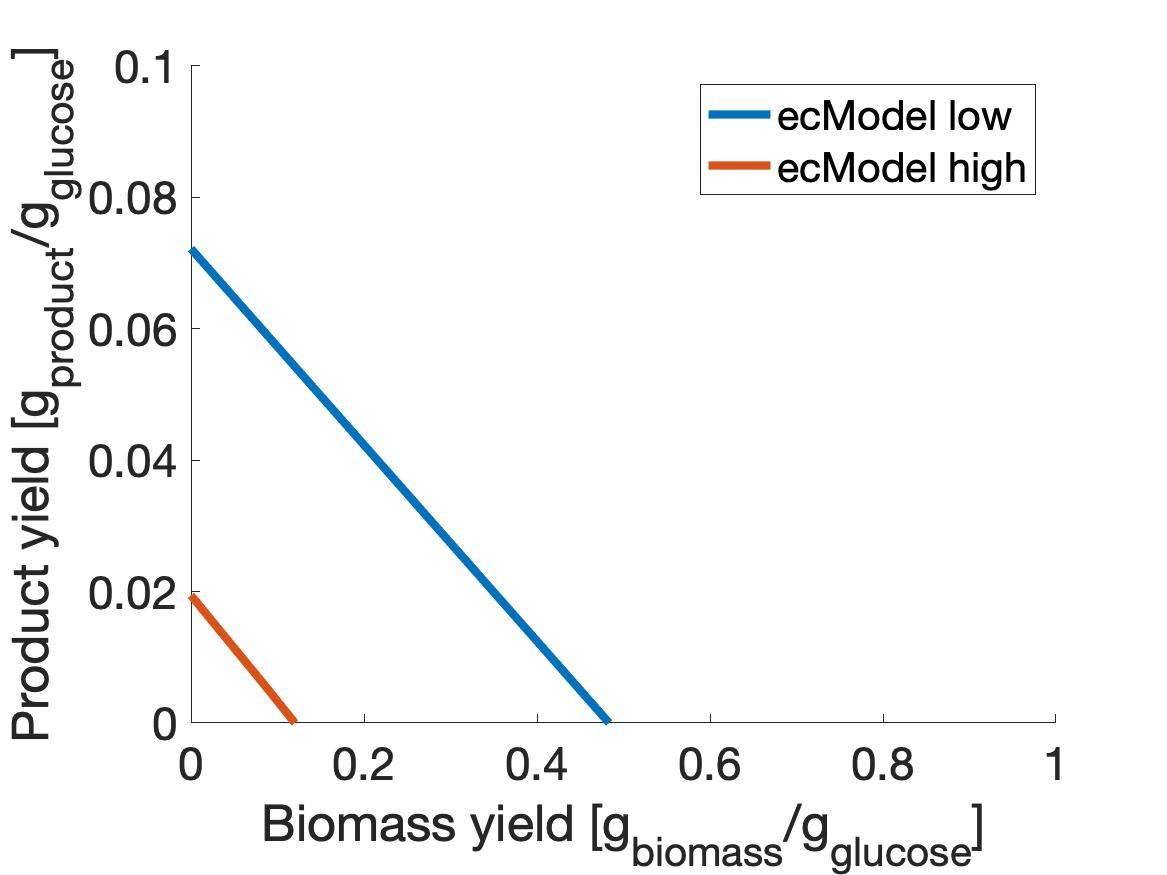 Product yield [gproduct/gglucose]
0.1
0.08
0.06
0.04
0.02
0
ecModel low
ecModel high
0 0.2 0.4 0.6 0.8 1
Biomass yield [gbiomass/gglucose]